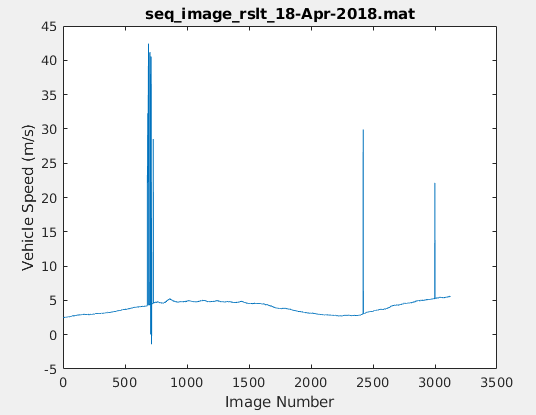 seq_image_rslt_18-Apr-2018.mat
45
40
35
30
25
20
15
10
5
0
-5
Vehicle Speed (m/s)
0 500 1000 1500 2000 2500 3000 3500
Image Number